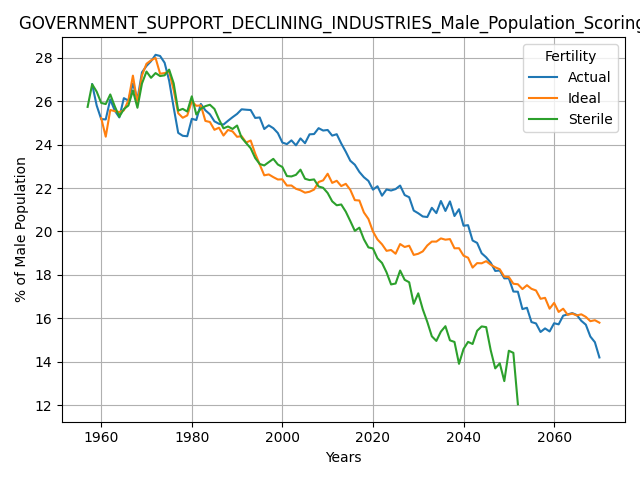 GOVERNMENT_SUPPORT_DECLINING_INDUSTRIES_Male_Population_Scoring
Fertility
Actual
Ideal
Sterile
% of Male Population
28
26
24
22
20
18
16
14
12
1960
1980
2000
2020
2040
2060
Years